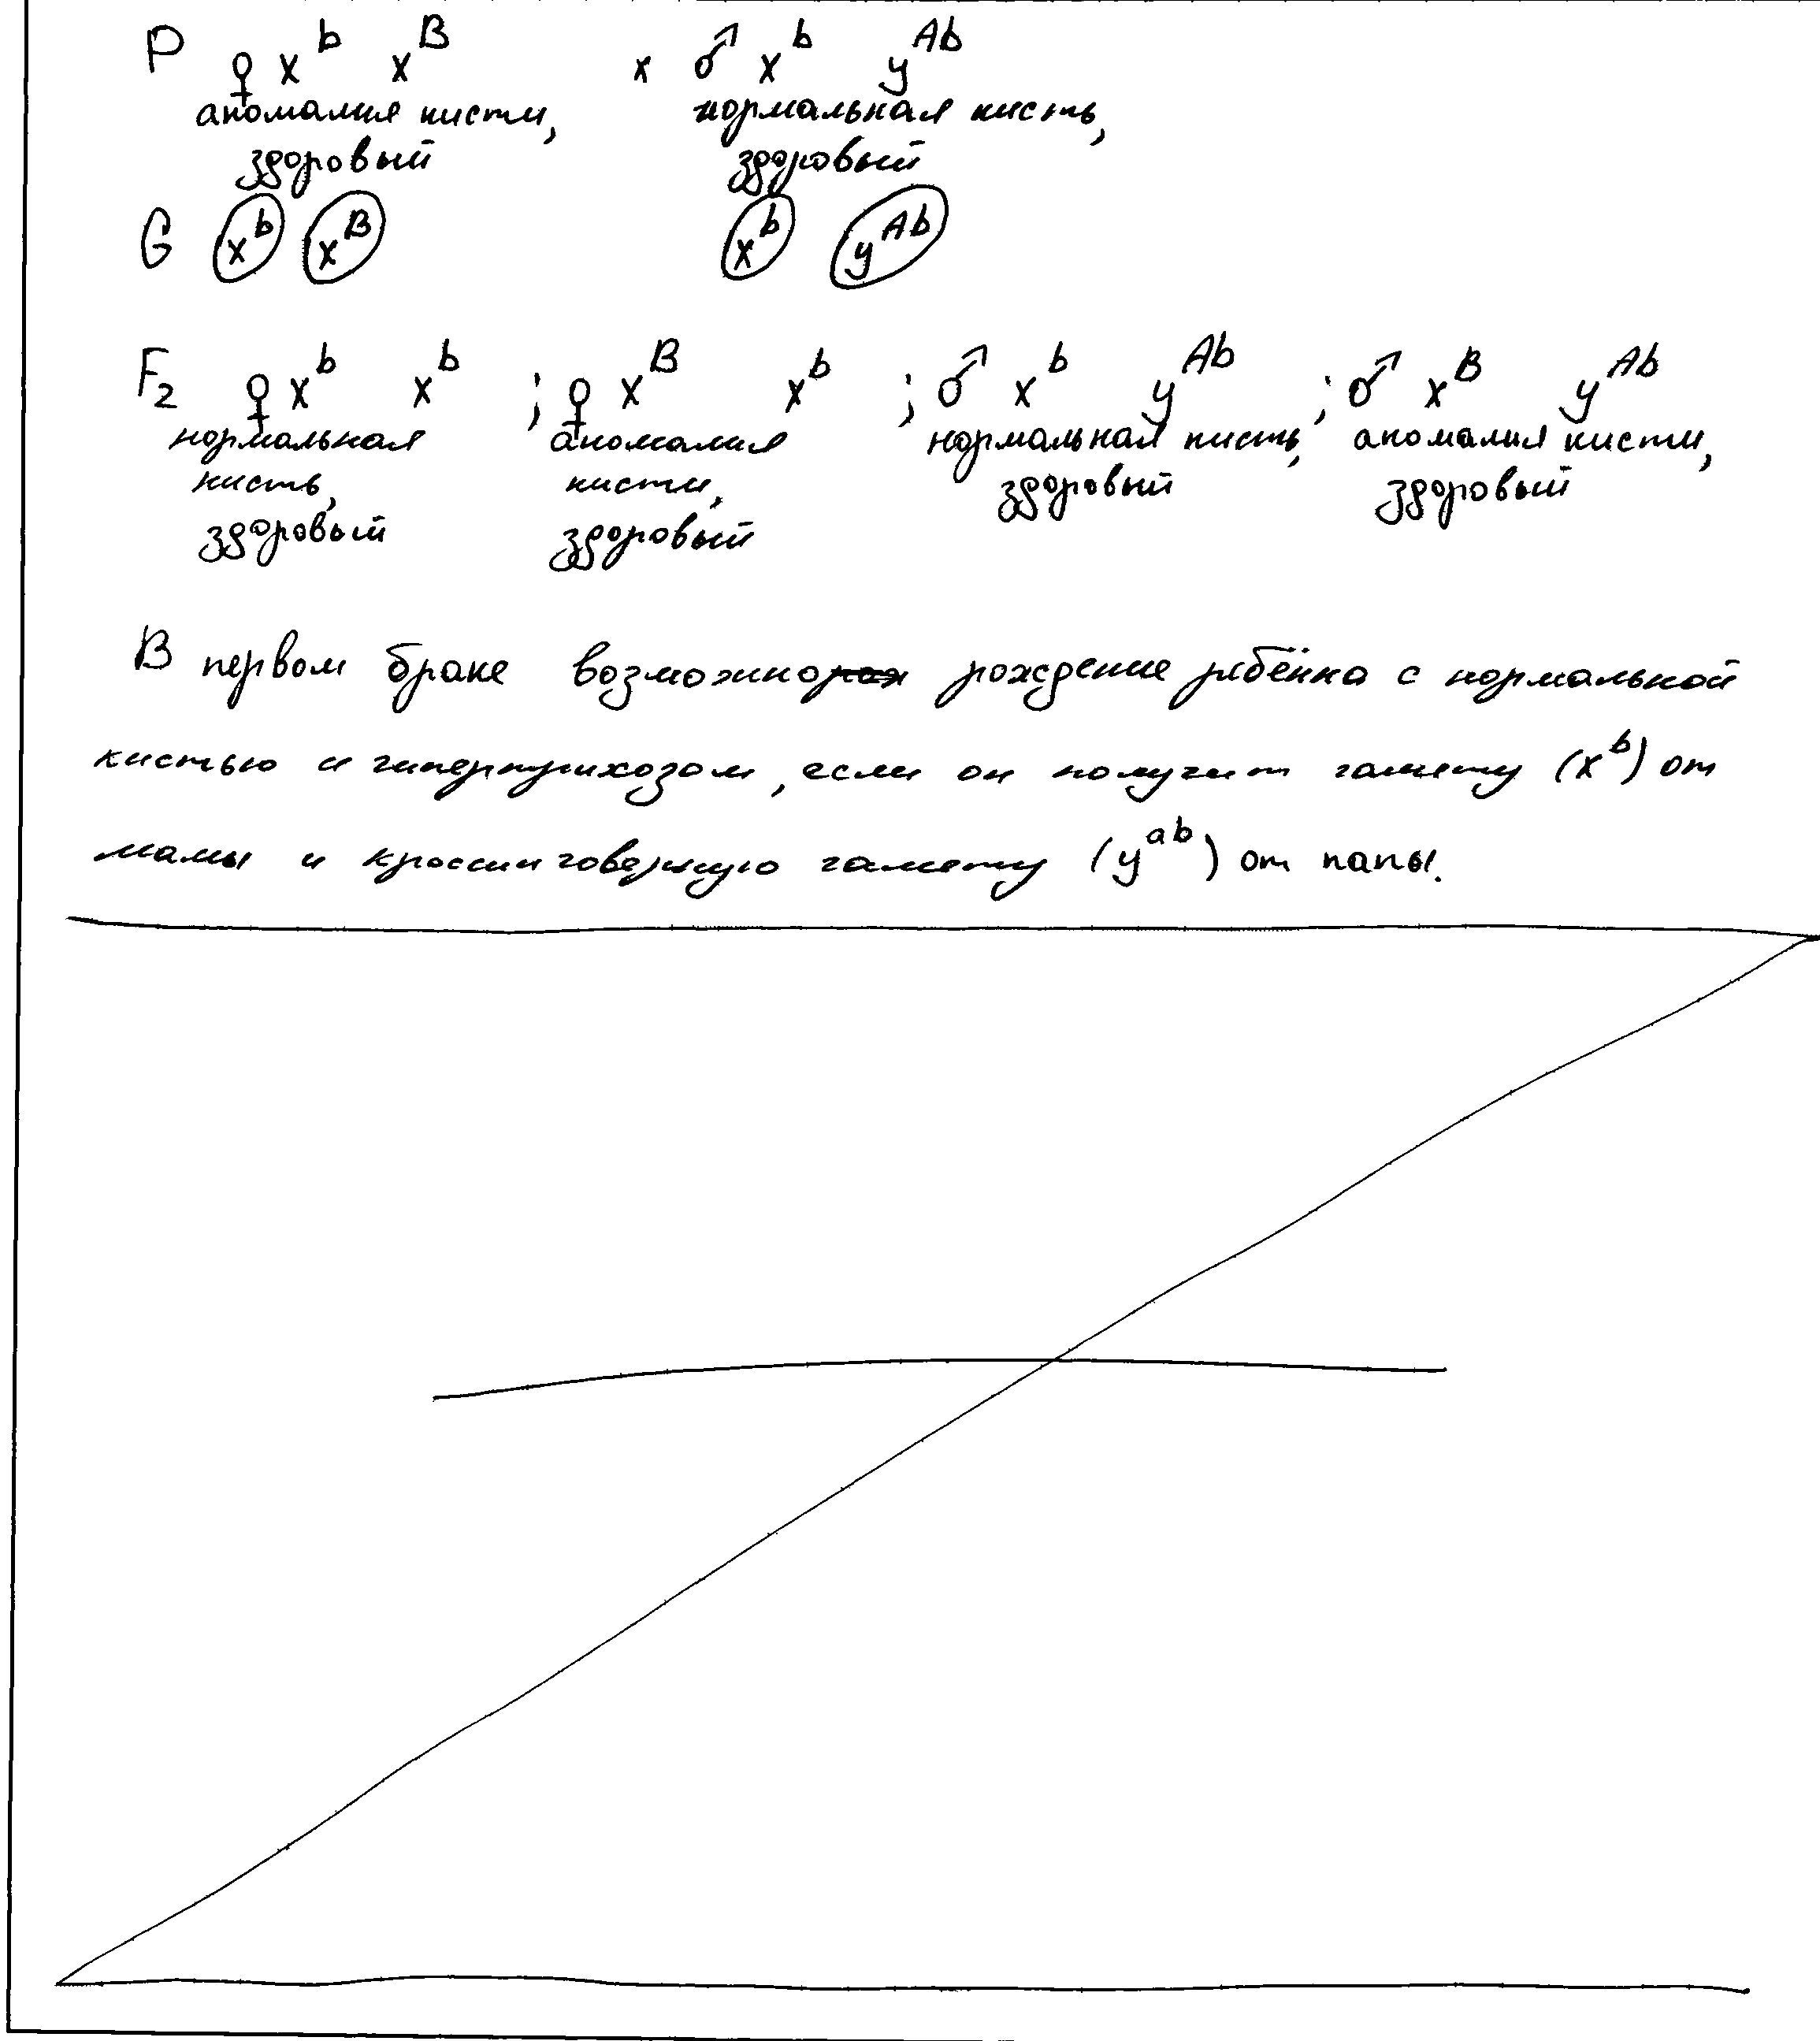 P ♀ x^b x^B x ♂ x^b y^Ab
аномалия кисти, нормальная кисть,
здоровый здоровый
G x^b x^B x^b y^Ab
F₂ ♀ x^b x^b ; ♀ x^B x^b ; ♂ x^b y^Ab ; ♂ x^B y^Ab
нормальная аномалия нормальная кисть, аномалия кисти,
кисть, кисти, здоровый здоровый
здоровый здоровый
В первом браке возможно рождение ребёнка с нормальной
кистью и гипертрихозом, если он получит гамету (x^b) от
мамы и кроссинговерную гамету (y^ab) от папы.